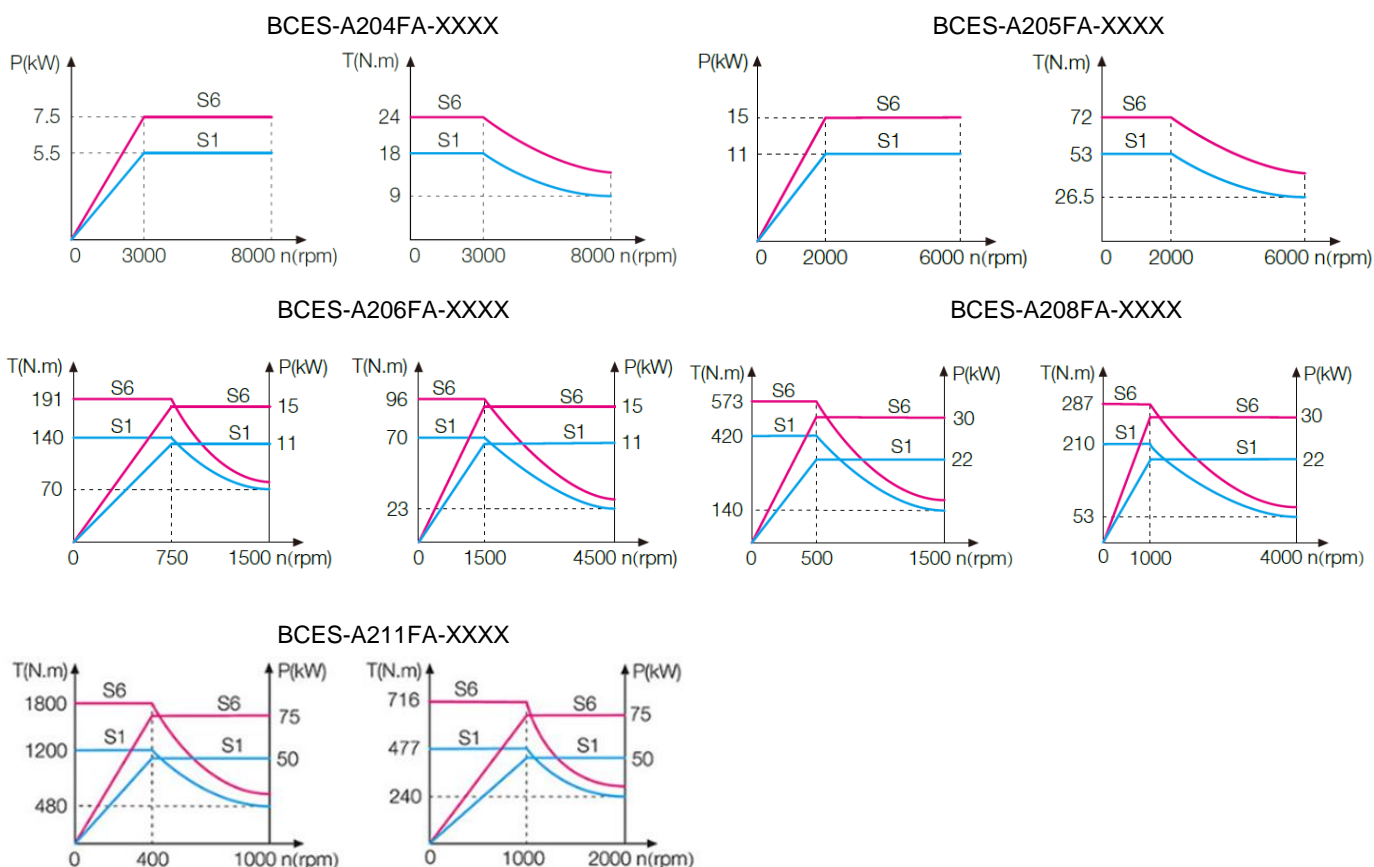 BCES-A204FA-XXXX
P(kW)
7.5
5.5
S6
S1
0 3000 8000 n(rpm)
T(N.m)
24
18
9
S6
S1
0 3000 8000 n(rpm)
BCES-A205FA-XXXX
P(kW)
15
11
S6
S1
0 2000 6000 n(rpm)
T(N.m)
72
53
26.5
S6
S1
0 2000 6000 n(rpm)
BCES-A206FA-XXXX
T(N.m) P(kW)
191 S6 S6 15
140 S1 S1 11
70
0 750 1500 n(rpm)
T(N.m) P(kW)
96 S6 S6 15
70 S1 S1 11
23
0 1500 4500 n(rpm)
BCES-A208FA-XXXX
T(N.m) P(kW)
573 S6 S6 30
420 S1 S1 22
140
0 500 1500 n(rpm)
T(N.m) P(kW)
287 S6 S6 30
210 S1 S1 22
53
0 1000 4000 n(rpm)
BCES-A211FA-XXXX
T(N.m) P(kW)
1800 S6 S6 75
1200 S1 S1 50
480
0 400 1000 n(rpm)
T(N.m) P(kW)
716 S6 S6 75
477 S1 S1 50
240
0 1000 2000 n(rpm)